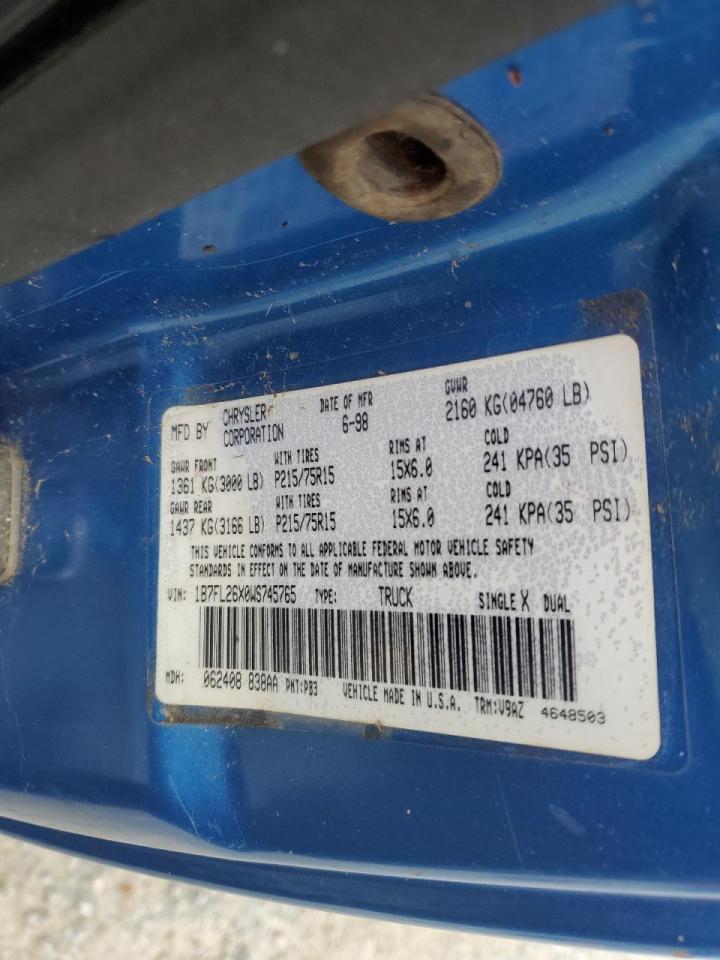 MFD BY CHRYSLER CORPORATION DATE OF MFR 6-98 GVWR 2160 KG(04760 LB)
GAWR FRONT WITH TIRES RIMS AT COLD
1361 KG(3000 LB) P215/75R15 15X6.0 241 KPA(35 PSI)
GAWR REAR WITH TIRES RIMS AT COLD
1437 KG(3166 LB) P215/75R15 15X6.0 241 KPA(35 PSI)
THIS VEHICLE CONFORMS TO ALL APPLICABLE FEDERAL MOTOR VEHICLE SAFETY
STANDARDS IN EFFECT ON THE DATE OF MANUFACTURE SHOWN ABOVE.
VIN: 1B7FL26X0WS745765 TYPE: TRUCK SINGLE X DUAL
MDH: 062408 838AA PNT:PB3 VEHICLE MADE IN U.S.A. TRM:V9AZ 4648503